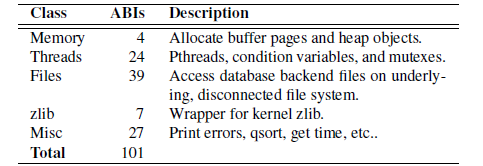 Class ABIs Description
Memory 4 Allocate buffer pages and heap objects.
Threads 24 Pthreads, condition variables, and mutexes.
Files 39 Access database backend files on underly-
ing, disconnected file system.
zlib 7 Wrapper for kernel zlib.
Misc 27 Print errors, qsort, get time, etc..
Total 101